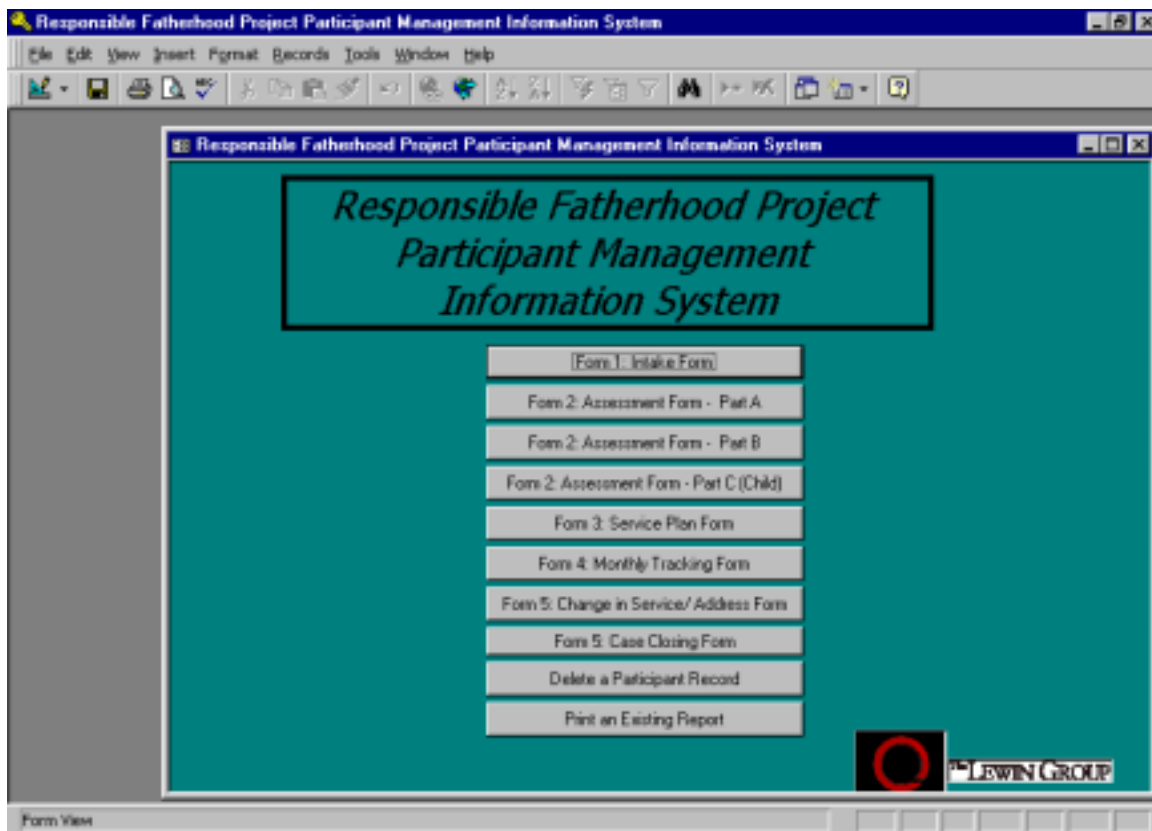 Responsible Fatherhood Project Participant Management Information System
File Edit View Insert Format Records Tools Window Help
Responsible Fatherhood Project Participant Management Information System
Responsible Fatherhood Project
Participant Management
Information System
Form 1: Intake Form
Form 2: Assessment Form - Part A
Form 2: Assessment Form - Part B
Form 2: Assessment Form - Part C (Child)
Form 3: Service Plan Form
Form 4: Monthly Tracking Form
Form 5: Change in Service/ Address Form
Form 5: Case Closing Form
Delete a Participant Record
Print an Existing Report
The LEWIN GROUP
Form View